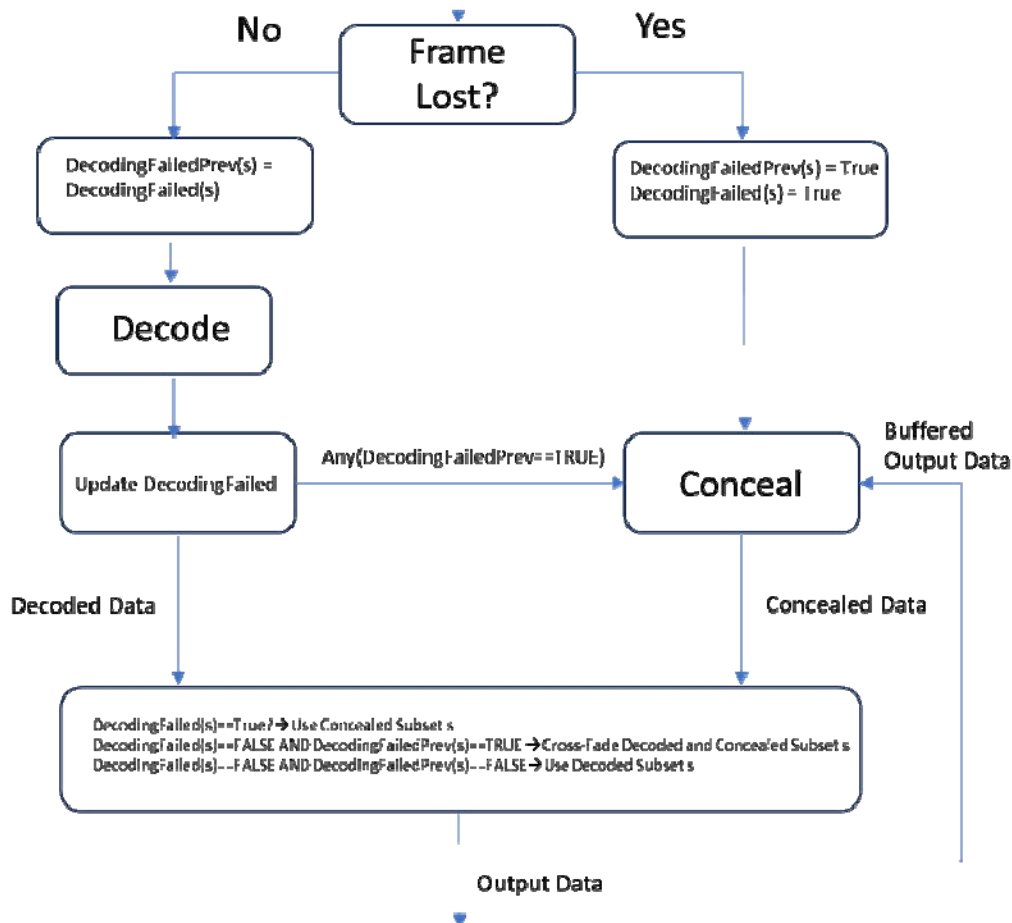 No
Yes
Frame
Lost?
DecodingFailedPrev(s) =
DecodingFailed(s)
DecodingFailedPrev(s) = True
DecodingFailed(s) = True
Decode
Update DecodingFailed
Any(DecodingFailedPrev==TRUE)
Conceal
Buffered
Output Data
Decoded Data
Concealed Data
DecodingFailed(s)==True? → Use Concealed Subset s
DecodingFailed(s)==FALSE AND DecodingFailedPrev(s)==TRUE → Cross-Fade Decoded and Concealed Subset s
DecodingFailed(s)==FALSE AND DecodingFailedPrev(s)==FALSE → Use Decoded Subset s
Output Data